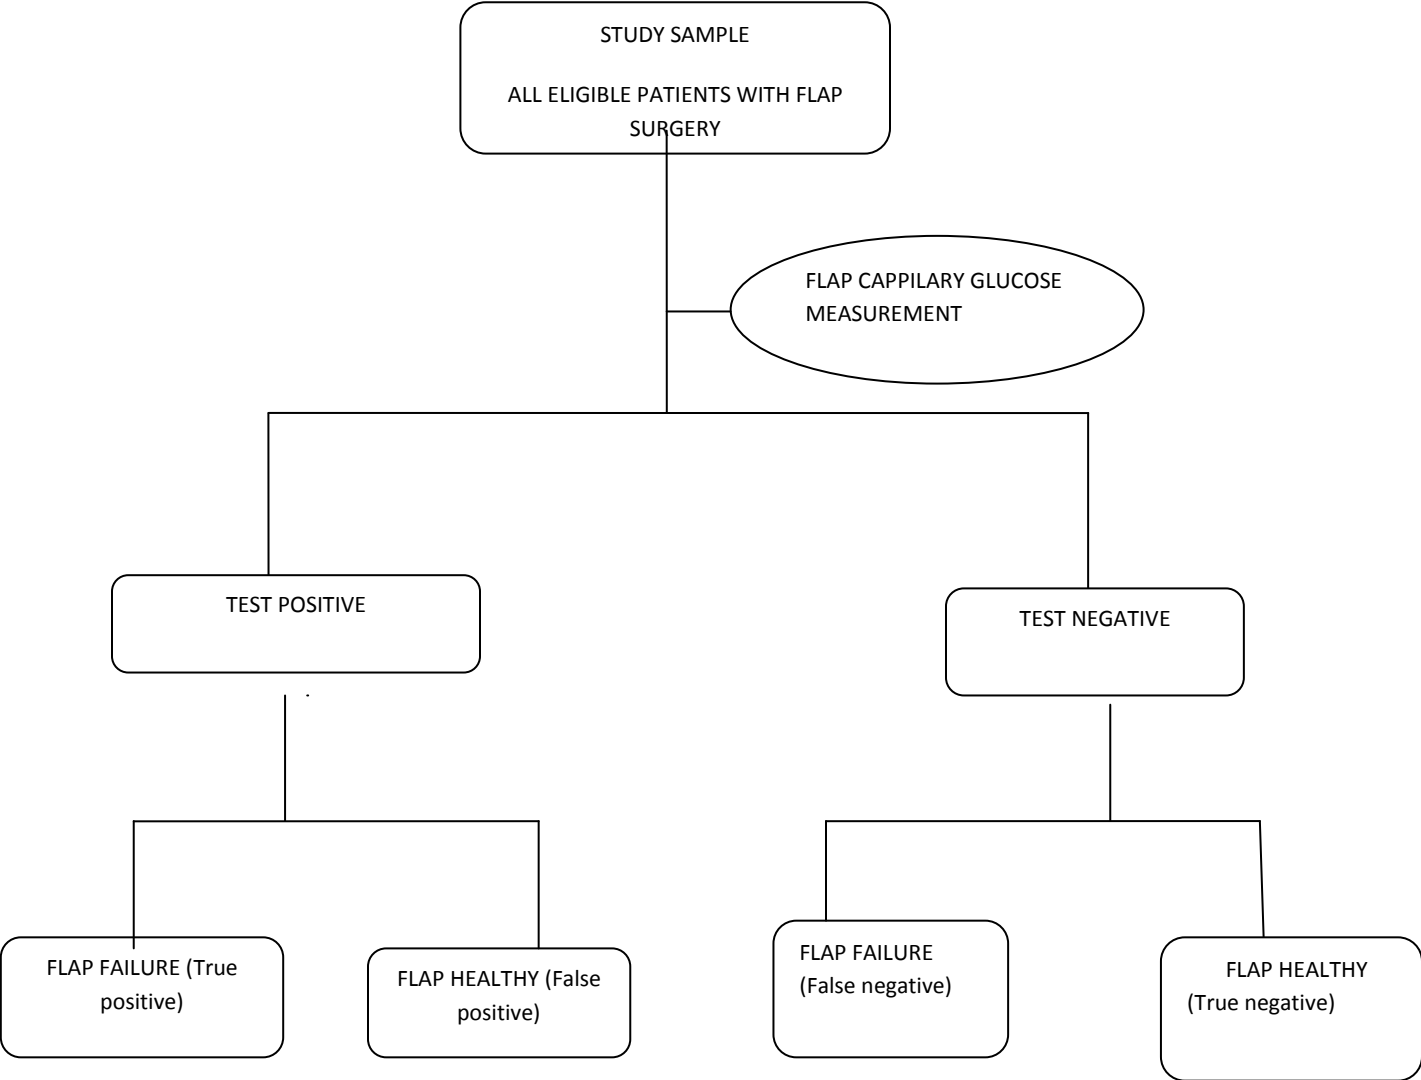 STUDY SAMPLE
ALL ELIGIBLE PATIENTS WITH FLAP
SURGERY
FLAP CAPPILARY GLUCOSE
MEASUREMENT
TEST POSITIVE
TEST NEGATIVE
FLAP FAILURE (True
positive)
FLAP HEALTHY (False
positive)
FLAP FAILURE
(False negative)
FLAP HEALTHY
(True negative)